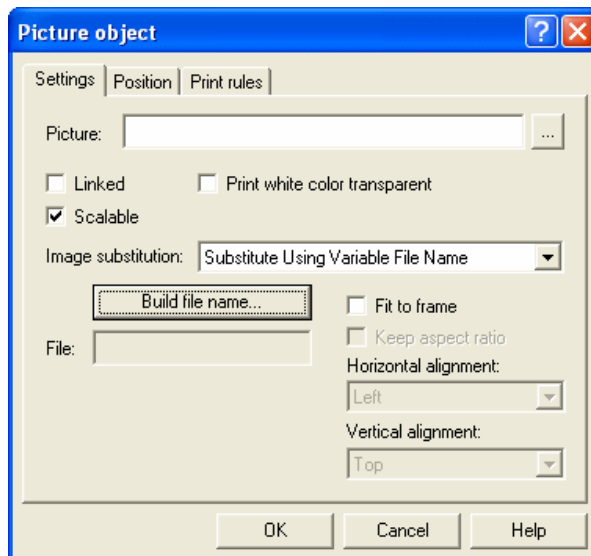 Picture object
Settings Position Print rules
Picture: ...
Linked Print white color transparent
Scalable
Image substitution: Substitute Using Variable File Name
Build file name... Fit to frame
File: Keep aspect ratio
Horizontal alignment:
Left
Vertical alignment:
Top
OK Cancel Help